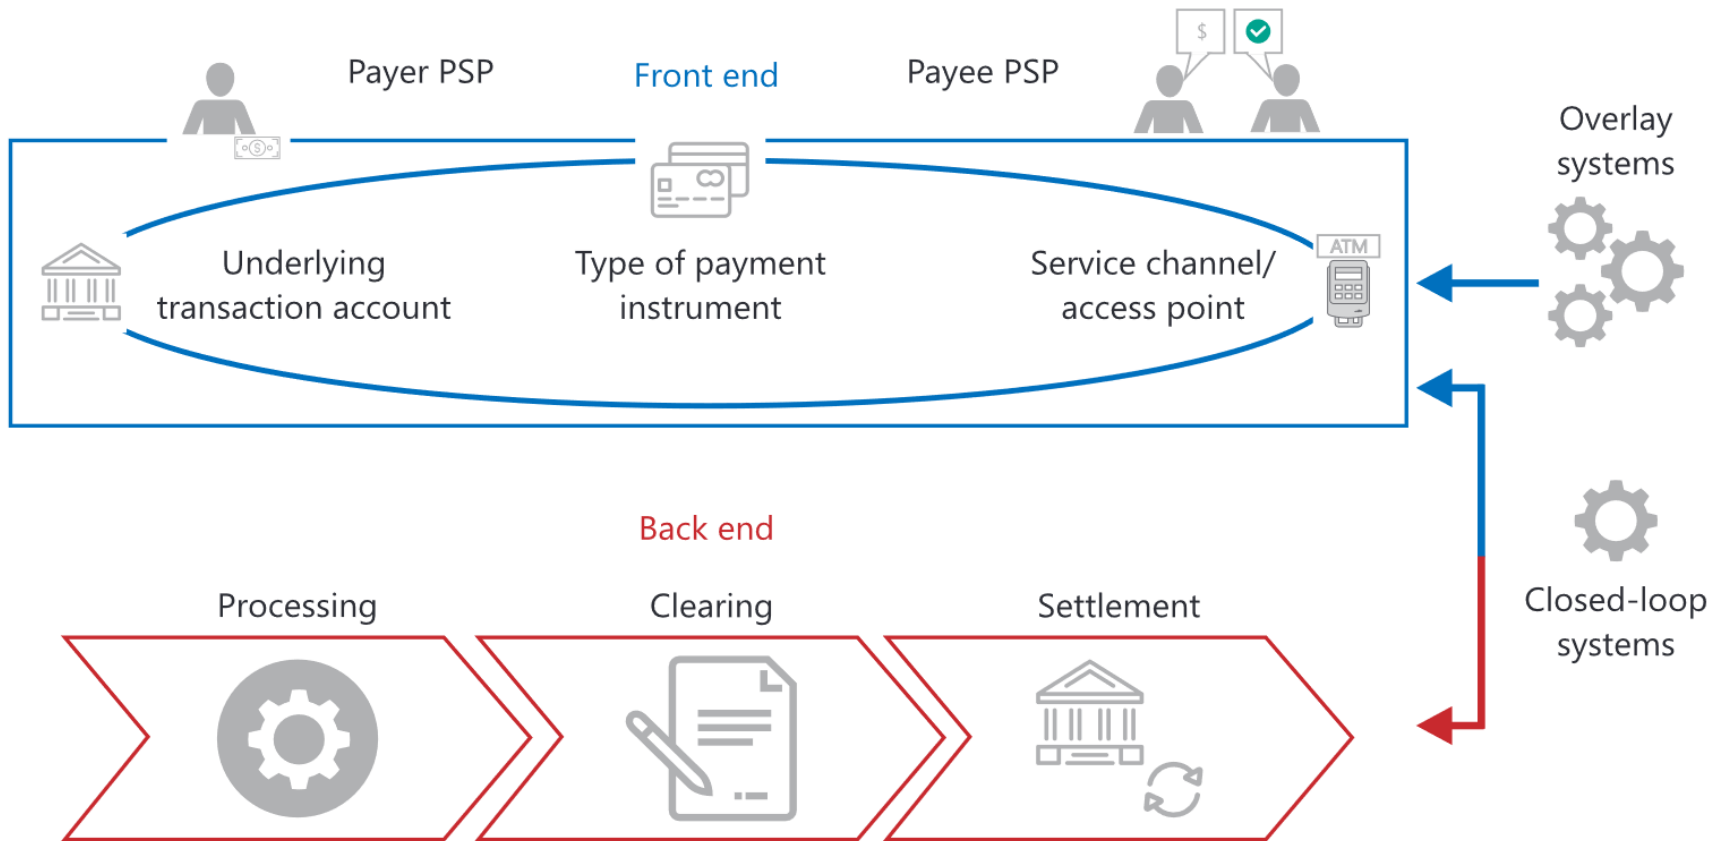 $
Payer PSP
Front end
Payee PSP
Overlay
systems
$
ATM
Underlying
transaction account
Type of payment
instrument
Service channel/
access point
Back end
Processing
Clearing
Settlement
Closed-loop
systems